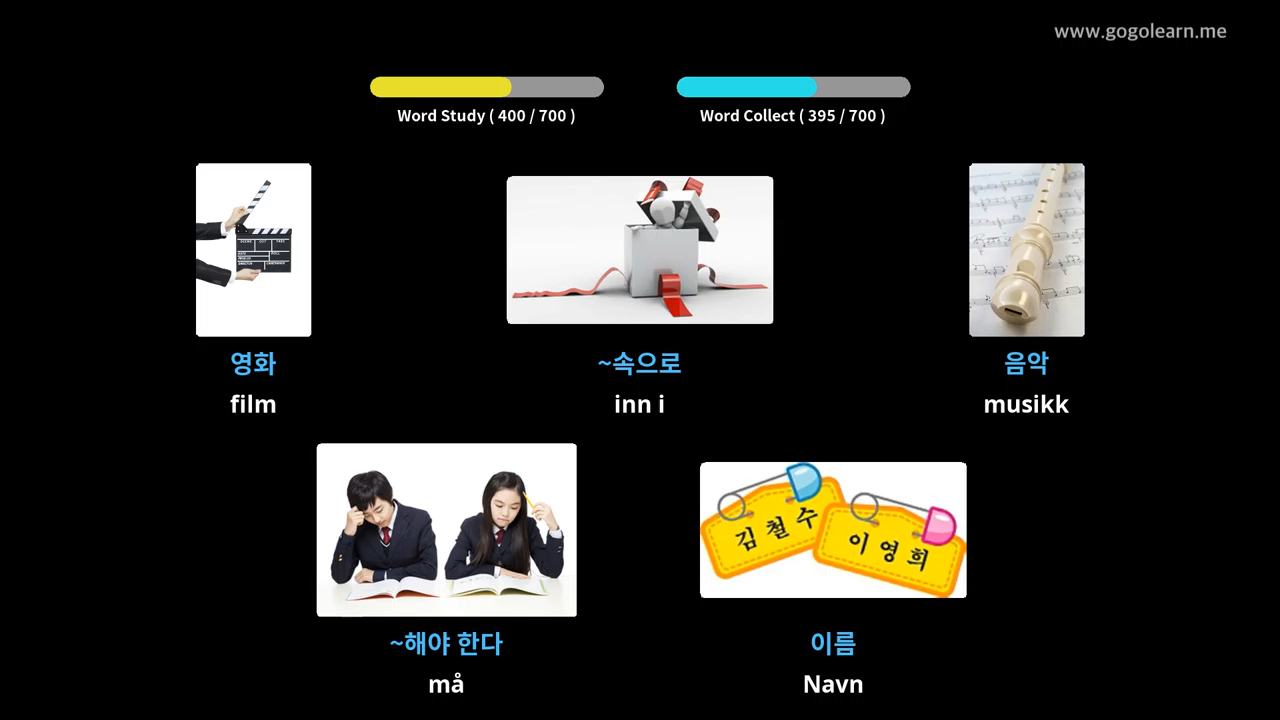 www.gogolearn.me
Word Study ( 400 / 700 )
Word Collect ( 395 / 700 )
영화
film
~속으로
inn i
음악
musikk
김철수
이영희
~해야 한다
må
이름
Navn